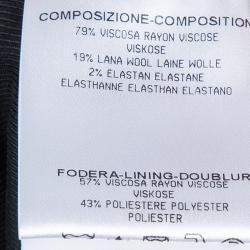 COMPOSIZIONE-COMPOSITION
79% VISCOSA RAYON VISCOSE
VISKOSE
19% LANA WOOL LAINE WOLLE
2% ELASTAN ELASTANE
ELASTHANNE ELASTHAN ELASTANO
FODERA-LINING-DOUBLUR
57% VISCOSA RAYON VISCOSE
VISKOSE
43% POLIESTERE POLYESTER
POLIESTER